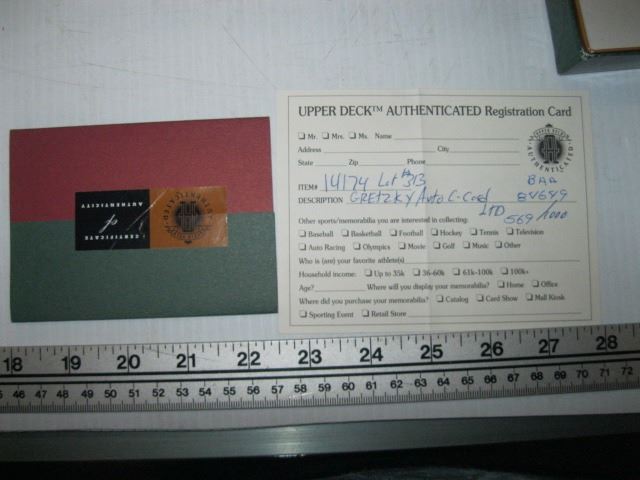 UPPER DECK™ AUTHENTICATED Registration Card
Mr. Mrs. Ms. Name
Address City
State Zip Phone
ITEM# 14174 Lot # 313
DESCRIPTION GRETZKY Auto C-Card
LTD 569/1000
Other sports/memorabilia you are interested in collecting:
Baseball Basketball Football Hockey Tennis Television
Auto Racing Olympics Movie Golf Music Other
Who is (are) your favorite athlete(s)
Household income: Up to 35k 36-60k 61k-100k 100k+
Age? Where will you display your memorabilia? Home Office
Where did you purchase your memorabilia? Catalog Card Show Mall Kiosk
Sporting Event Retail Store
UPPER DECK AUTHENTICATED
CERTIFICATE
of
AUTHENTICITY
18 19 20 21 22 23 24 25 26 27 28
46 47 48 49 50 51 52 53 54 55 56 57 58 59 60 61 62 63 64 65 66 67 68 69 70 71 72